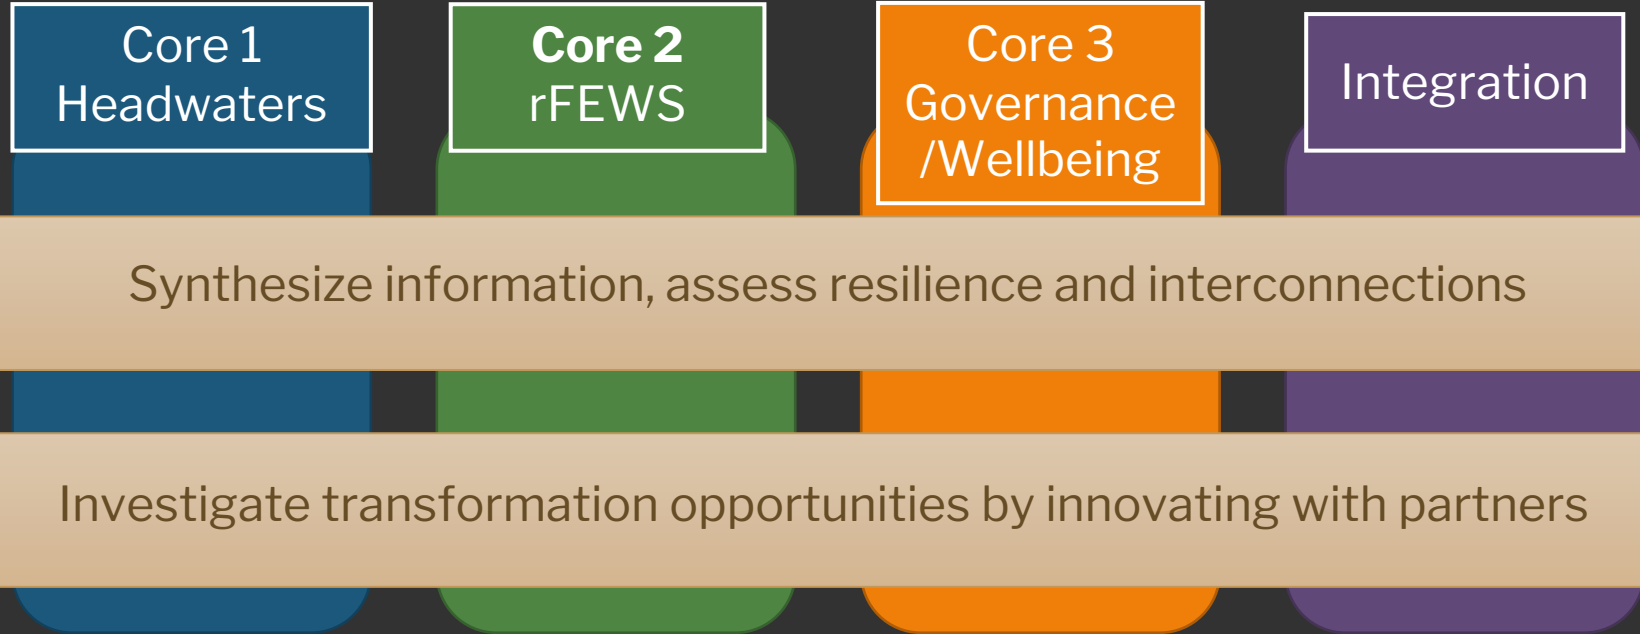 Core 1
Headwaters
Core 2
rFEWS
Core 3
Governance
/Wellbeing
Integration
Synthesize information, assess resilience and interconnections
Investigate transformation opportunities by innovating with partners